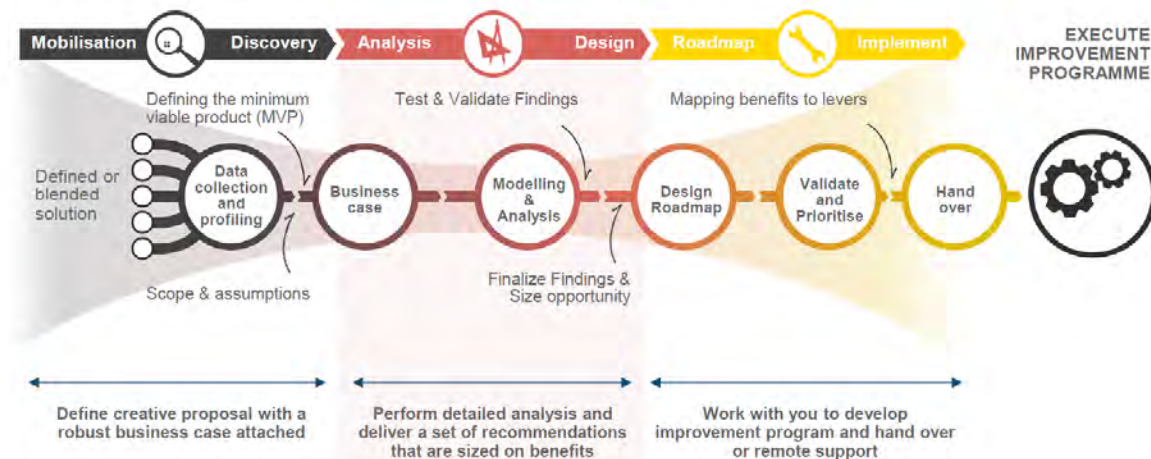 Mobilisation
Discovery
Analysis
Design
Roadmap
Implement
EXECUTE
IMPROVEMENT
PROGRAMME
Defining the minimum
viable product (MVP)
Test & Validate Findings
Mapping benefits to levers
Defined or
blended
solution
Data
collection
and
profiling
Business
case
Modelling
&
Analysis
Design
Roadmap
Validate
and
Prioritise
Hand
over
Scope & assumptions
Finalize Findings &
Size opportunity
Define creative proposal with a
robust business case attached
Perform detailed analysis and
deliver a set of recommendations
that are sized on benefits
Work with you to develop
improvement program and hand over
or remote support